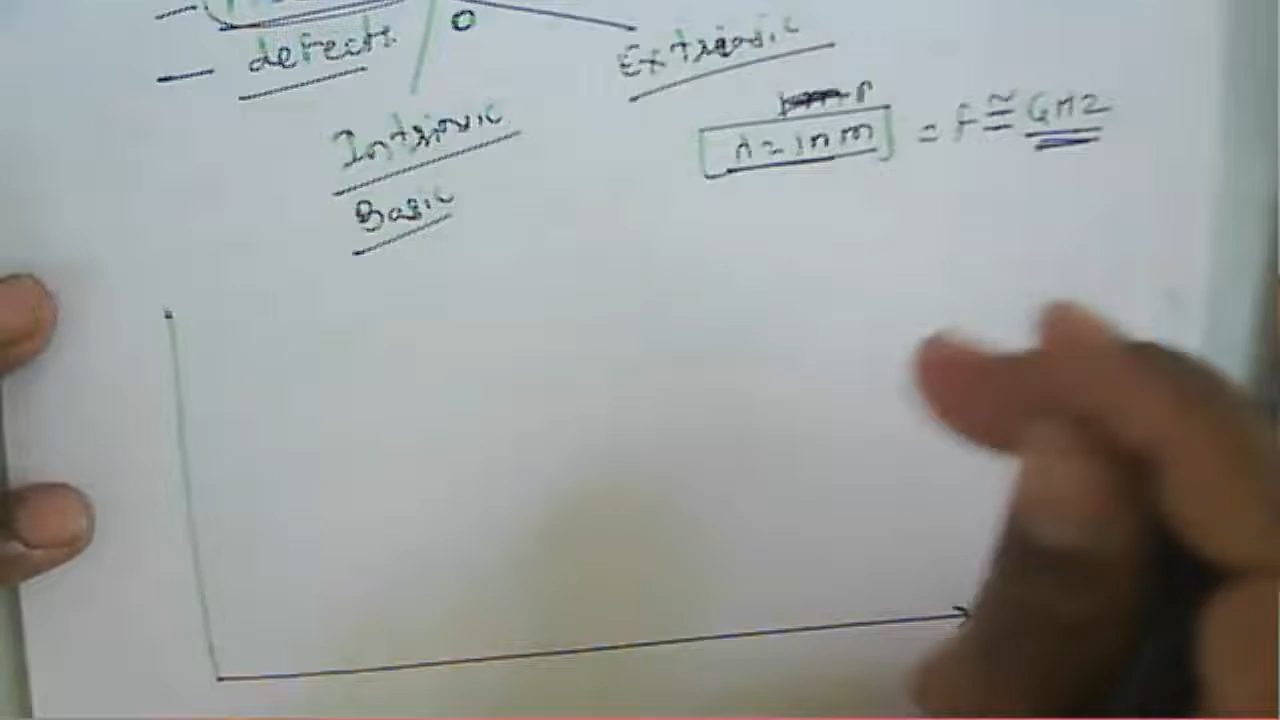 defects
Extrinsic
Intrinsic
Basic
λ = 1nm = F ≅ GHZ